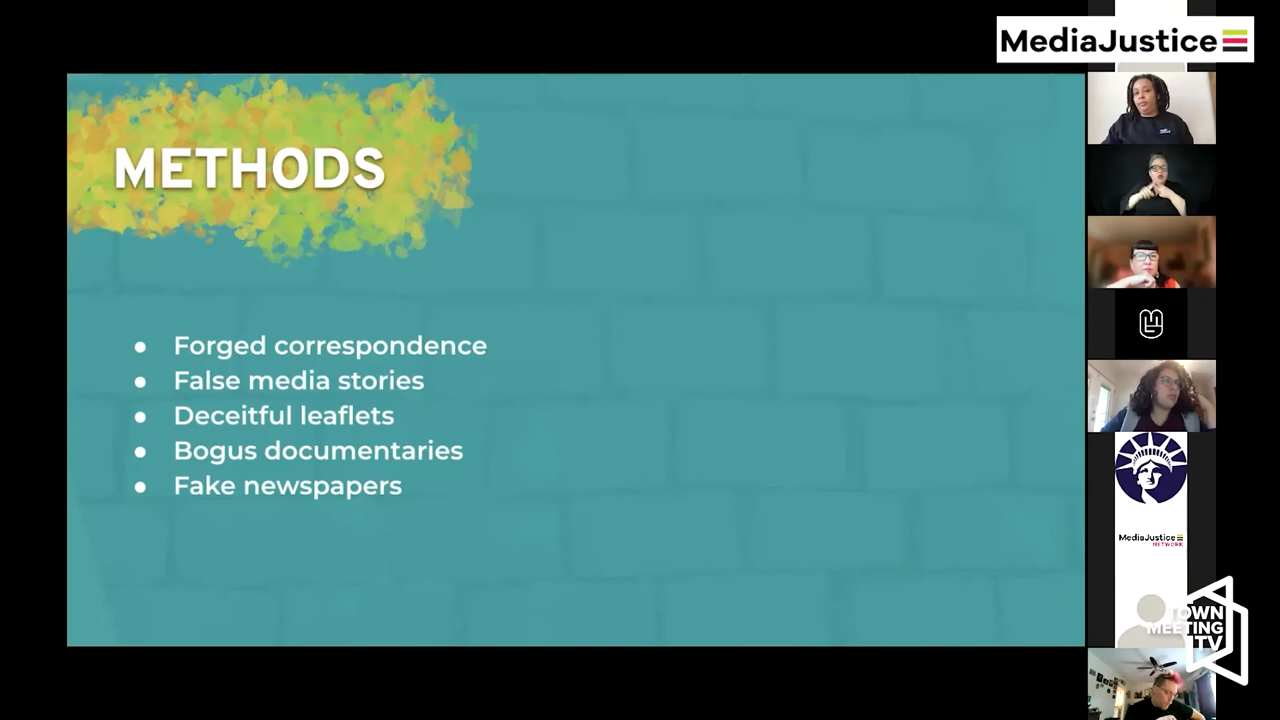 MediaJustice
METHODS
● Forged correspondence
● False media stories
● Deceitful leaflets
● Bogus documentaries
● Fake newspapers
MediaJustice
NETWORK
TOWN
MEETING
TV